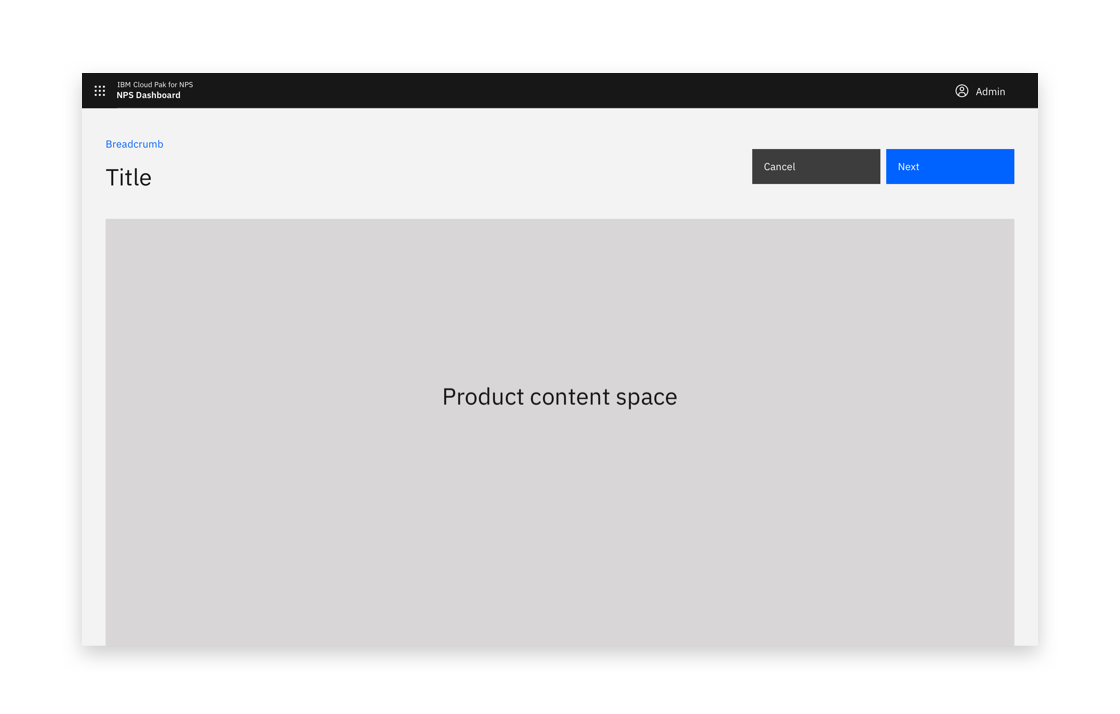 IBM Cloud Pak for NPS
NPS Dashboard
Admin
Breadcrumb
Title
Cancel
Next
Product content space